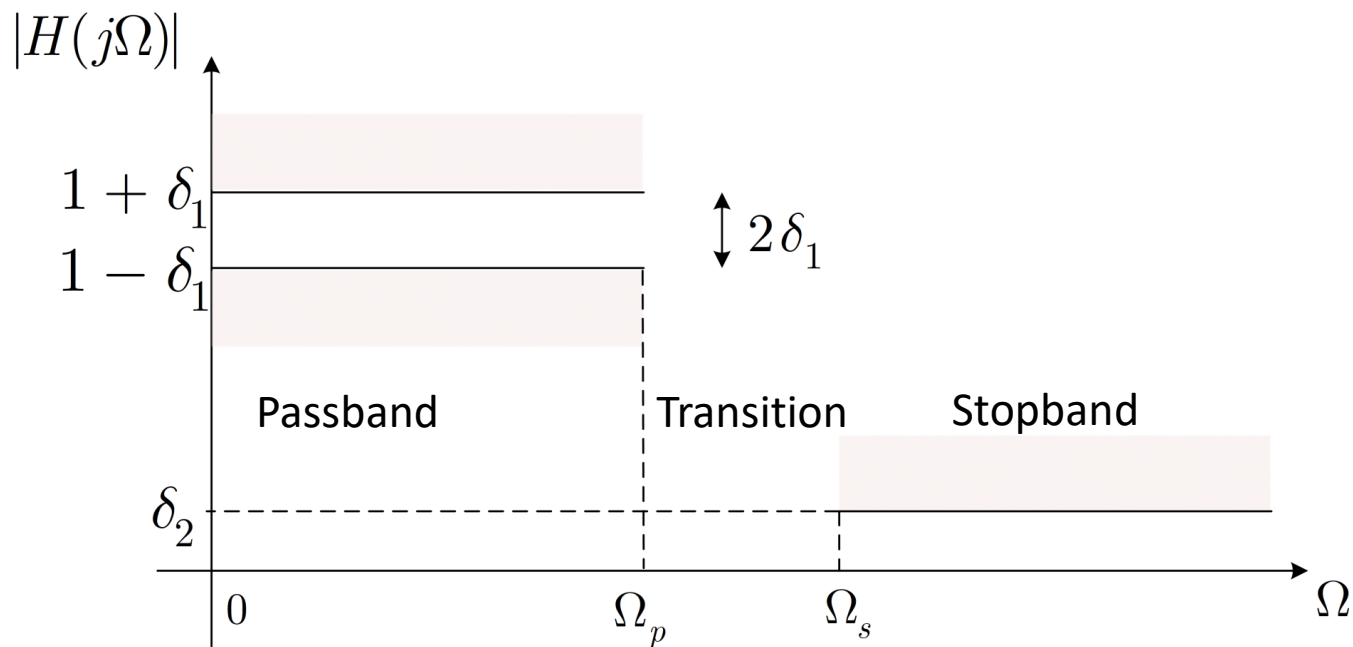 |H(jΩ)|
1 + δ₁
2δ₁
1 − δ₁
Passband
Transition
Stopband
δ₂
0
Ωₚ
Ωₛ
Ω